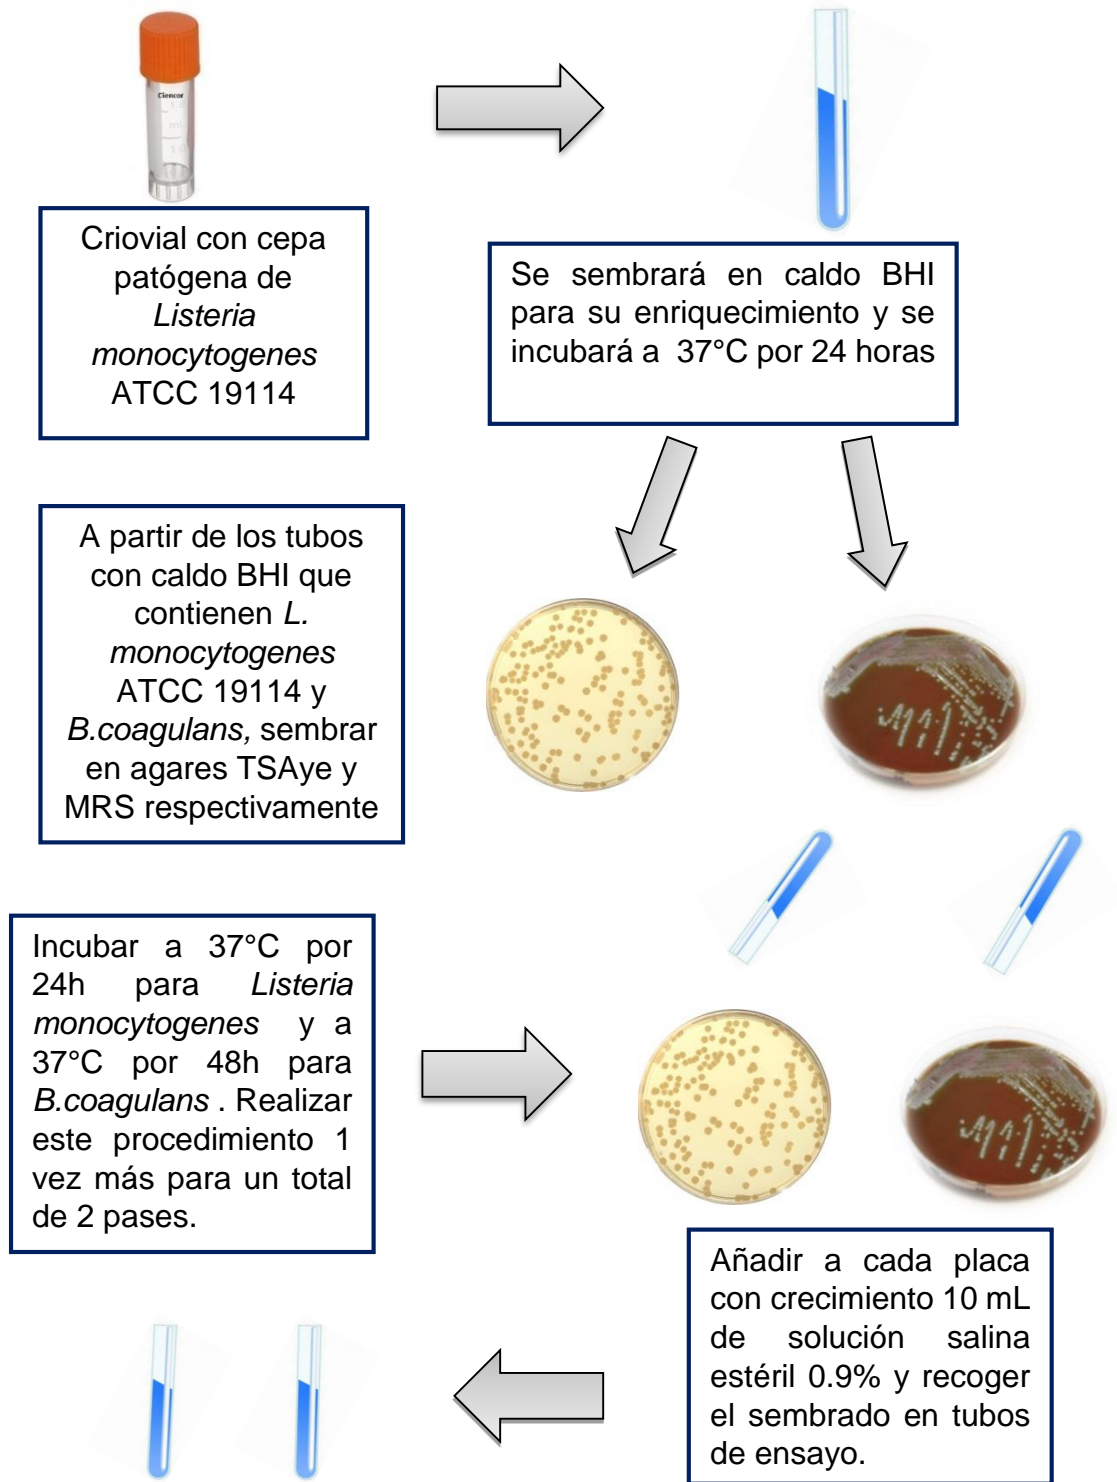 Ciencor
mL
1.0
Criovial con cepa
patógena de
Listeria
monocytogenes
ATCC 19114
Se sembrará en caldo BHI
para su enriquecimiento y se
incubará a 37°C por 24 horas
A partir de los tubos
con caldo BHI que
contienen L.
monocytogenes
ATCC 19114 y
B.coagulans, sembrar
en agares TSAye y
MRS respectivamente
Incubar a 37°C por
24h para Listeria
monocytogenes y a
37°C por 48h para
B.coagulans . Realizar
este procedimiento 1
vez más para un total
de 2 pases.
Añadir a cada placa
con crecimiento 10 mL
de solución salina
estéril 0.9% y recoger
el sembrado en tubos
de ensayo.